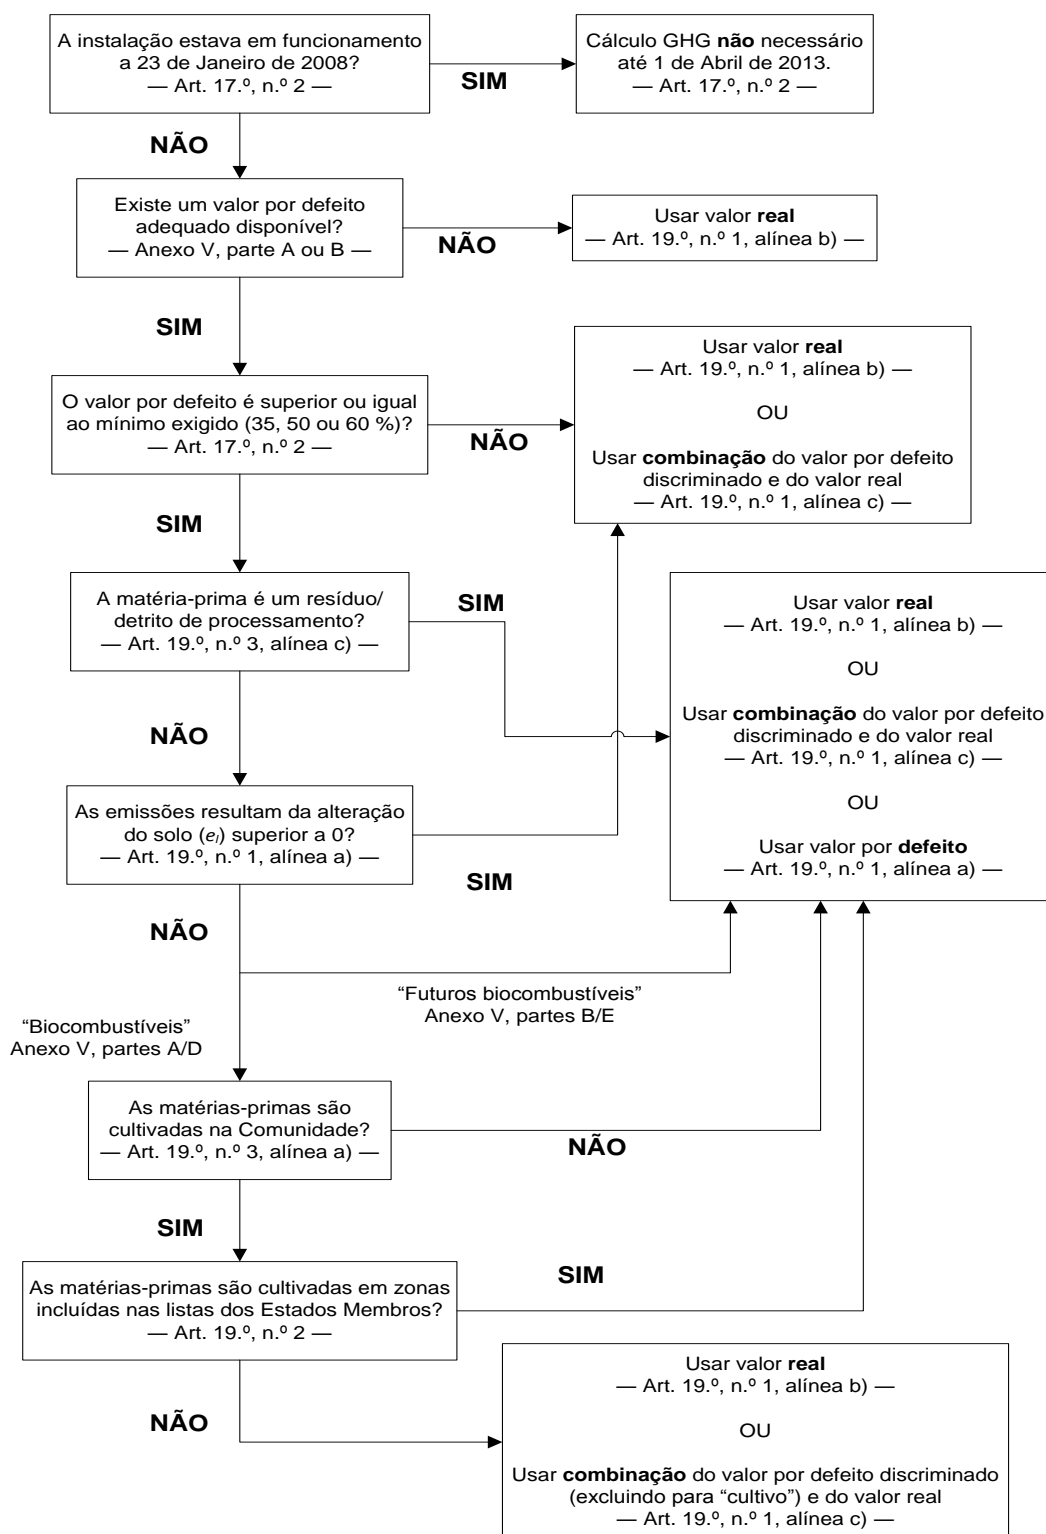 A instalação estava em funcionamento
a 23 de Janeiro de 2008?
— Art. 17.º, n.º 2 —
SIM
Cálculo GHG não necessário
até 1 de Abril de 2013.
— Art. 17.º, n.º 2 —
NÃO
Existe um valor por defeito
adequado disponível?
— Anexo V, parte A ou B —
NÃO
Usar valor real
— Art. 19.º, n.º 1, alínea b) —
SIM
O valor por defeito é superior ou igual
ao mínimo exigido (35, 50 ou 60 %)?
— Art. 17.º, n.º 2 —
NÃO
Usar valor real
— Art. 19.º, n.º 1, alínea b) —
OU
Usar combinação do valor por defeito
discriminado e do valor real
— Art. 19.º, n.º 1, alínea c) —
SIM
A matéria-prima é um resíduo/
detrito de processamento?
— Art. 19.º, n.º 3, alínea c) —
SIM
Usar valor real
— Art. 19.º, n.º 1, alínea b) —
OU
Usar combinação do valor por defeito
discriminado e do valor real
— Art. 19.º, n.º 1, alínea c) —
OU
Usar valor por defeito
— Art. 19.º, n.º 1, alínea a) —
NÃO
As emissões resultam da alteração
do solo (eₗ) superior a 0?
— Art. 19.º, n.º 1, alínea a) —
SIM
NÃO
“Futuros biocombustíveis”
Anexo V, partes B/E
“Biocombustíveis”
Anexo V, partes A/D
As matérias-primas são
cultivadas na Comunidade?
— Art. 19.º, n.º 3, alínea a) —
NÃO
SIM
As matérias-primas são cultivadas em zonas
incluídas nas listas dos Estados Membros?
— Art. 19.º, n.º 2 —
SIM
NÃO
Usar valor real
— Art. 19.º, n.º 1, alínea b) —
OU
Usar combinação do valor por defeito discriminado
(excluindo para “cultivo”) e do valor real
— Art. 19.º, n.º 1, alínea c) —